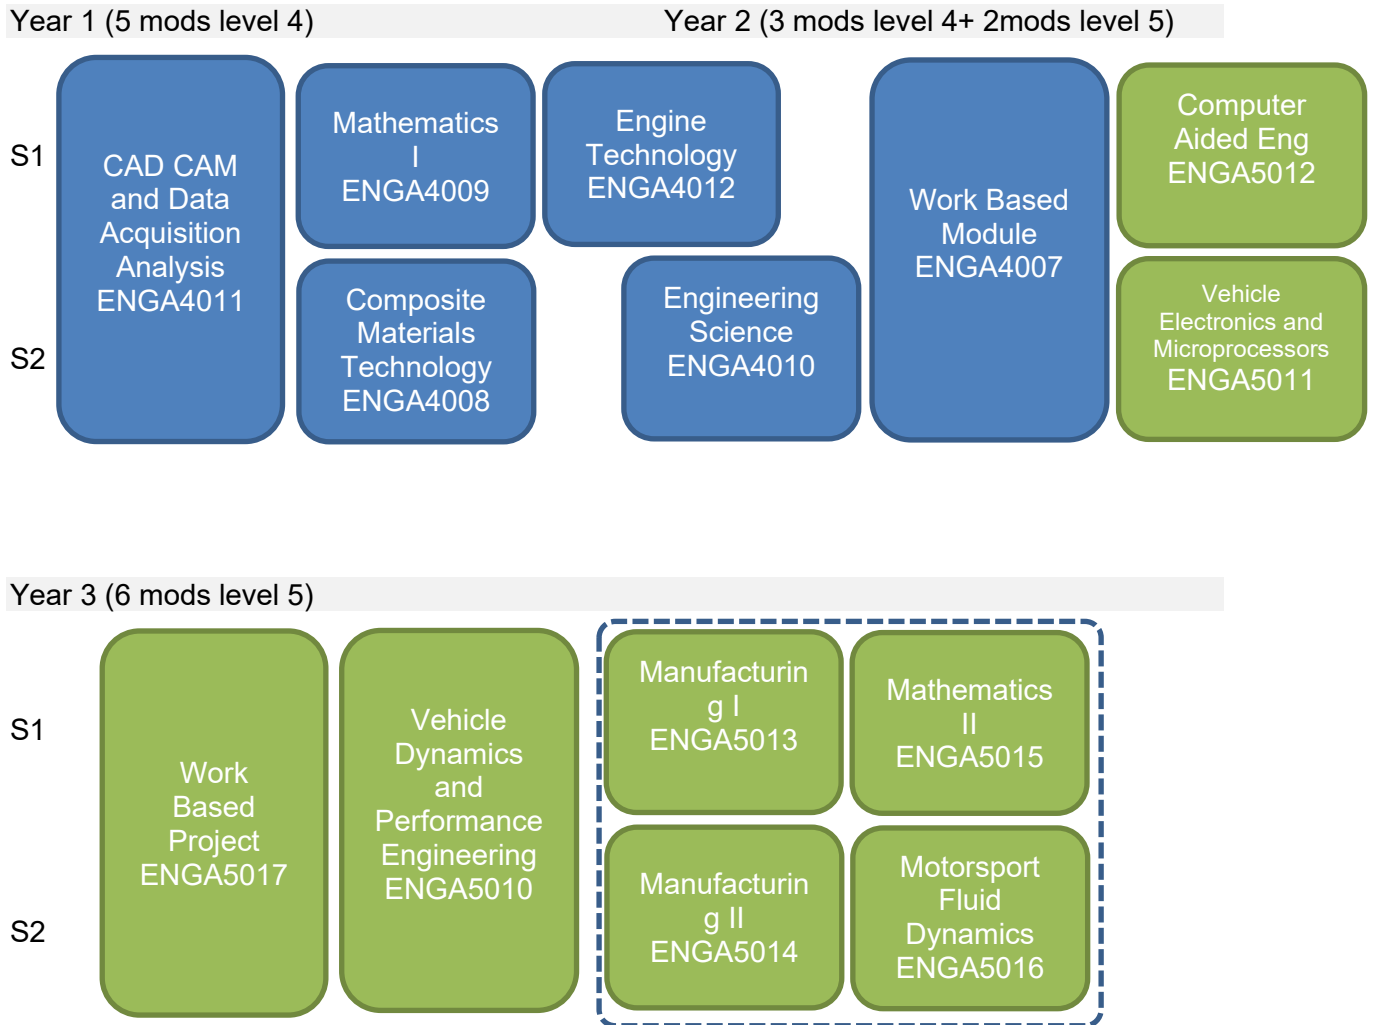 Year 1 (5 mods level 4)
Year 2 (3 mods level 4+ 2mods level 5)
S1
S2
CAD CAM
and Data
Acquisition
Analysis
ENGA4011
Mathematics
I
ENGA4009
Composite
Materials
Technology
ENGA4008
Engine
Technology
ENGA4012
Engineering
Science
ENGA4010
Work Based
Module
ENGA4007
Computer
Aided Eng
ENGA5012
Vehicle
Electronics and
Microprocessors
ENGA5011
Year 3 (6 mods level 5)
S1
S2
Work
Based
Project
ENGA5017
Vehicle
Dynamics
and
Performance
Engineering
ENGA5010
Manufacturin
g I
ENGA5013
Mathematics
II
ENGA5015
Manufacturin
g II
ENGA5014
Motorsport
Fluid
Dynamics
ENGA5016